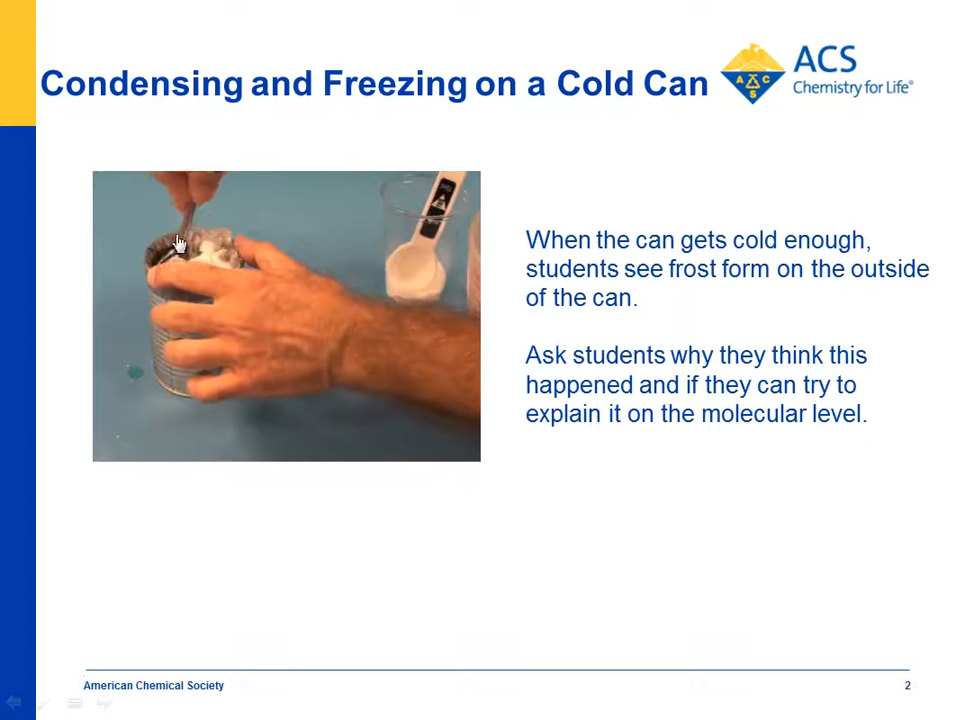 Condensing and Freezing on a Cold Can
ACS
Chemistry for Life®
A C
S
When the can gets cold enough,
students see frost form on the outside
of the can.
Ask students why they think this
happened and if they can try to
explain it on the molecular level.
American Chemical Society
2